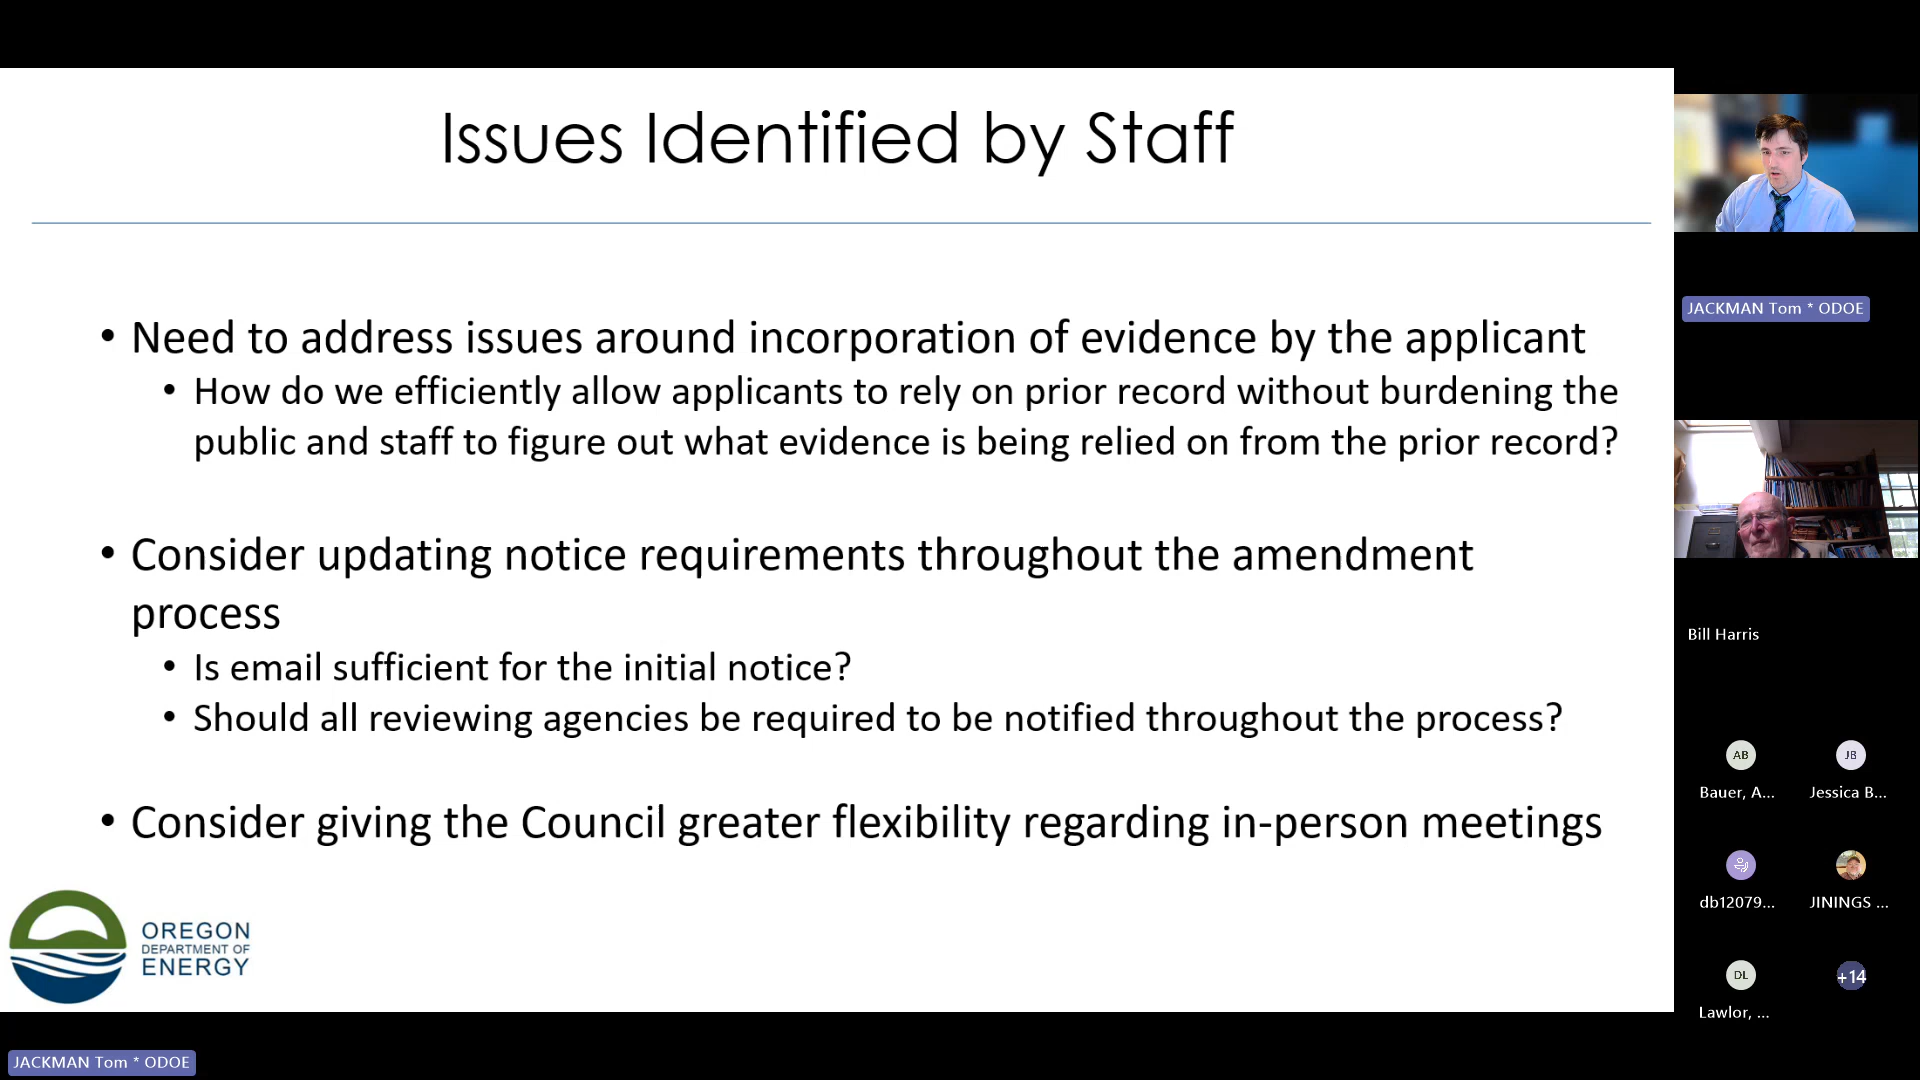 Issues Identified by Staff
• Need to address issues around incorporation of evidence by the applicant
• How do we efficiently allow applicants to rely on prior record without burdening the
public and staff to figure out what evidence is being relied on from the prior record?
• Consider updating notice requirements throughout the amendment
process
• Is email sufficient for the initial notice?
• Should all reviewing agencies be required to be notified throughout the process?
• Consider giving the Council greater flexibility regarding in-person meetings
OREGON
DEPARTMENT OF
ENERGY
JACKMAN Tom * ODOE
JACKMAN Tom * ODOE
Bill Harris
AB
JB
Bauer, A...
Jessica B...
db12079...
JININGS ...
DL
+14
Lawlor, ...